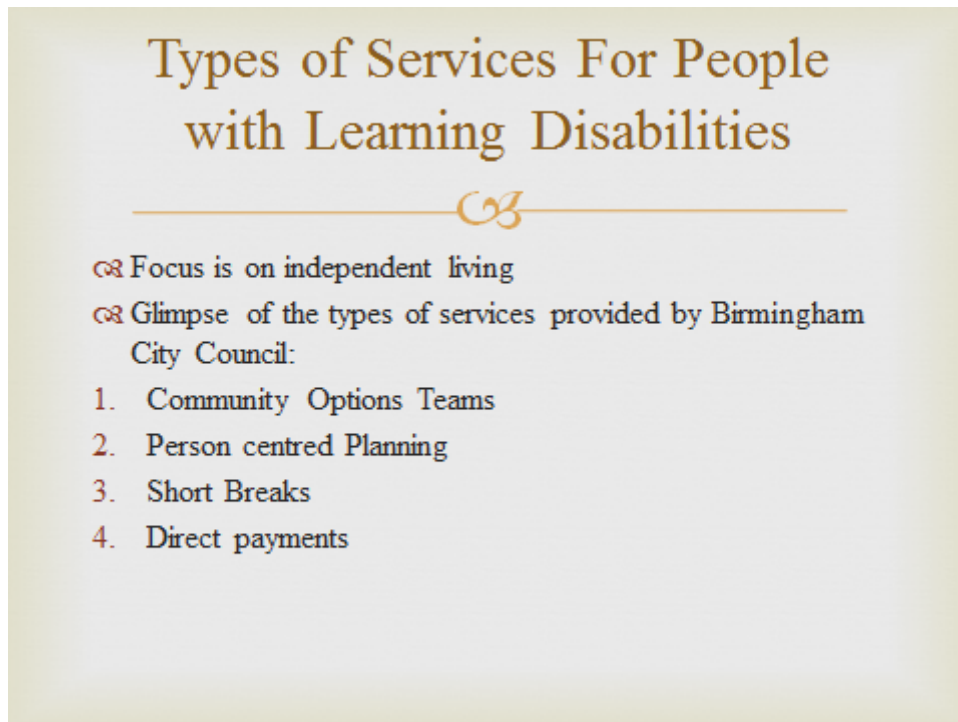 Types of Services For People
with Learning Disabilities
Focus is on independent living
Glimpse of the types of services provided by Birmingham
City Council:
1. Community Options Teams
2. Person centred Planning
3. Short Breaks
4. Direct payments